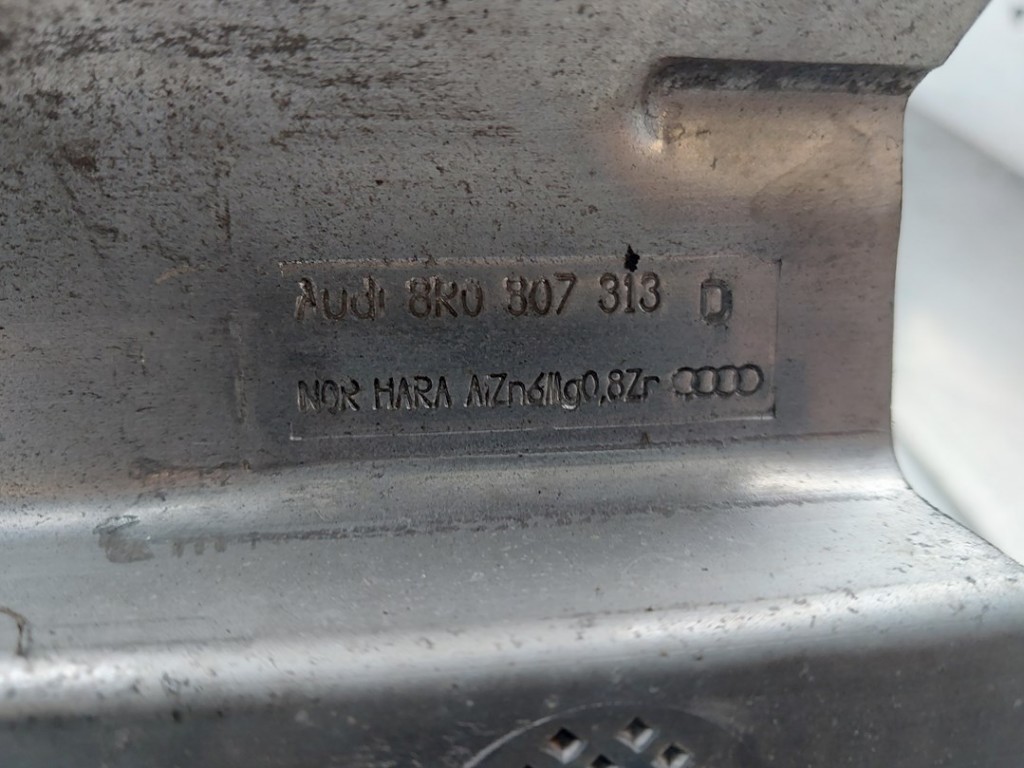 Audi 8R0 807 313 D
NOR HARA AlZn6Mg0,8Zr